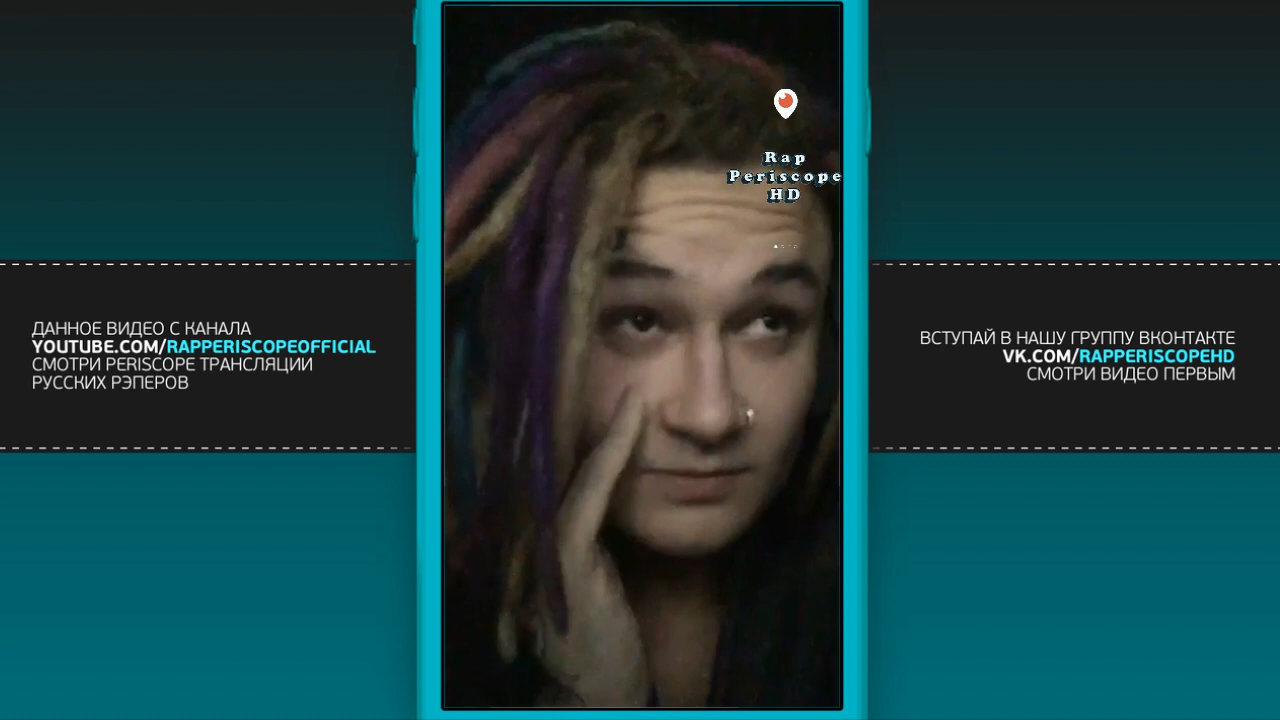 ДАННОЕ ВИДЕО С КАНАЛА
YOUTUBE.COM/RAPPERISCOPEOFFICIAL
СМОТРИ PERISCOPE ТРАНСЛЯЦИИ
РУССКИХ РЭПЕРОВ
Rap
Periscope
HD
ВСТУПАЙ В НАШУ ГРУППУ ВКОНТАКТЕ
VK.COM/RAPPERISCOPEHD
СМОТРИ ВИДЕО ПЕРВЫМ